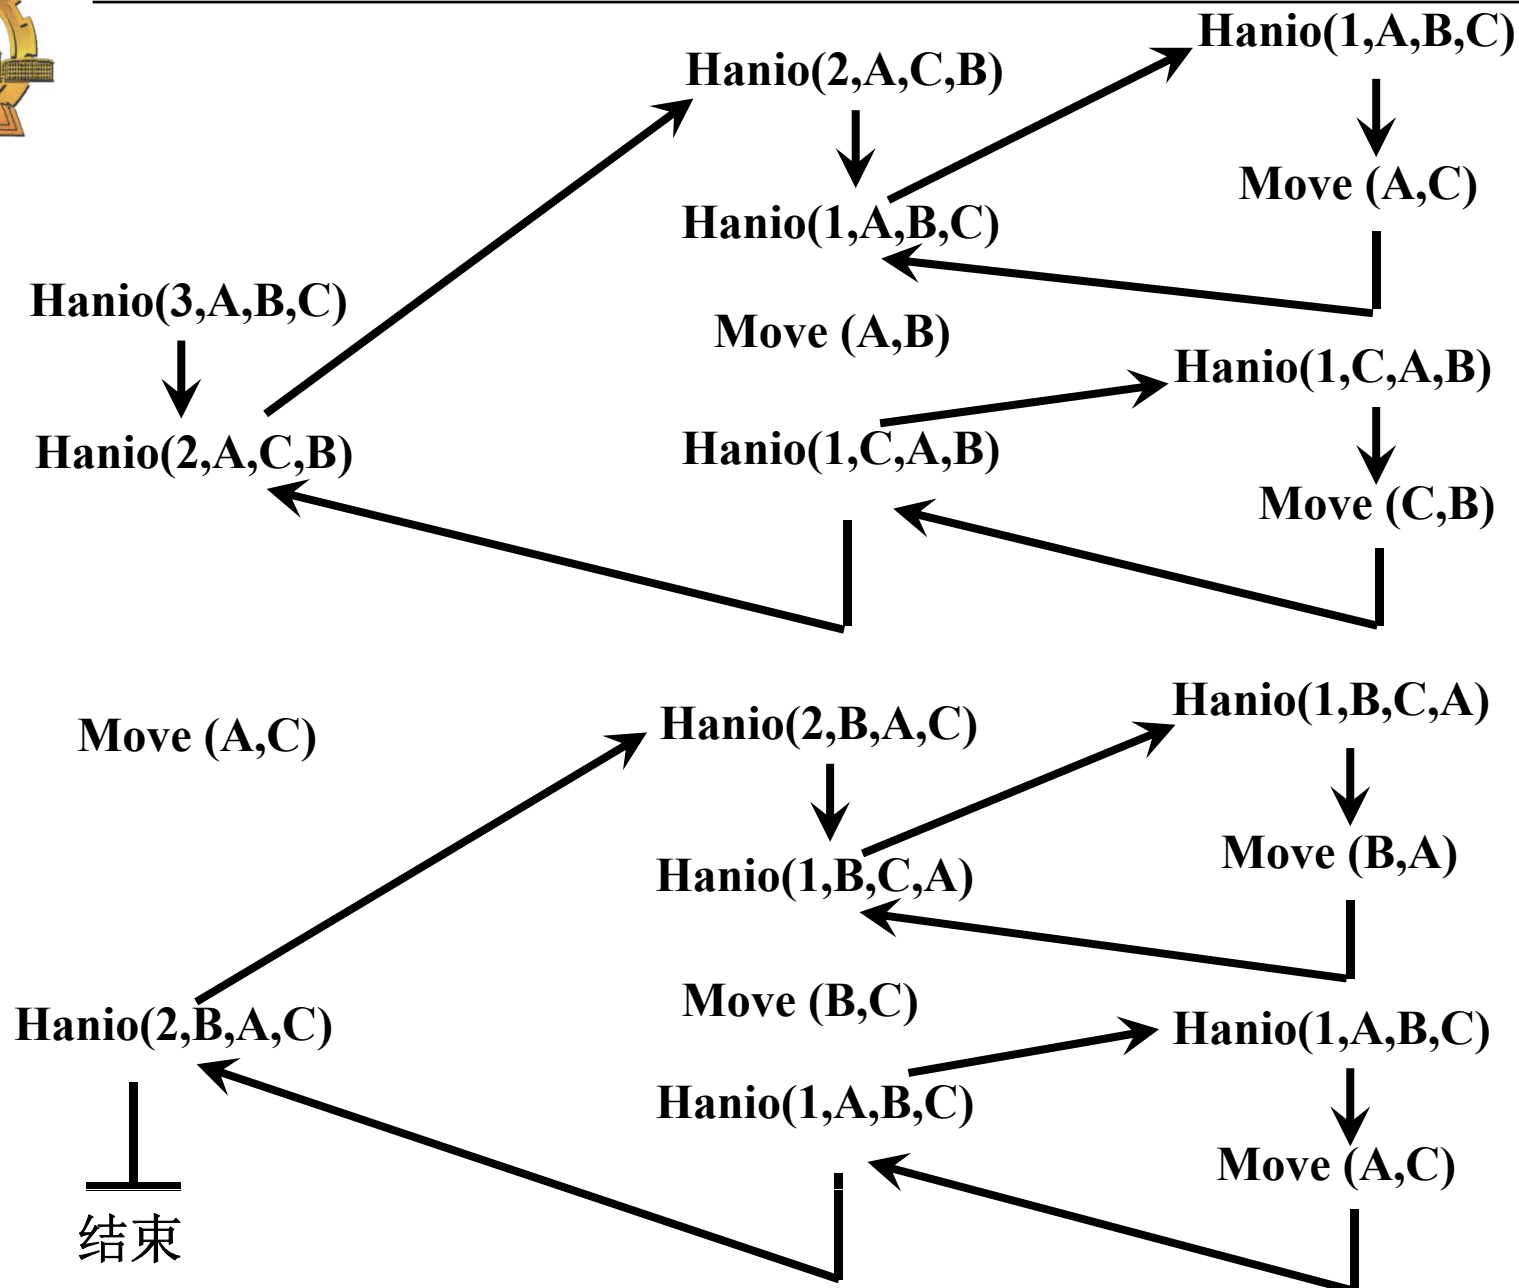 Hanio(3,A,B,C)
Hanio(2,A,C,B)
Move (A,C)
Hanio(2,B,A,C)
结束
Hanio(2,A,C,B)
Hanio(1,A,B,C)
Move (A,B)
Hanio(1,C,A,B)
Hanio(2,B,A,C)
Hanio(1,B,C,A)
Move (B,C)
Hanio(1,A,B,C)
Hanio(1,A,B,C)
Move (A,C)
Hanio(1,C,A,B)
Move (C,B)
Hanio(1,B,C,A)
Move (B,A)
Hanio(1,A,B,C)
Move (A,C)